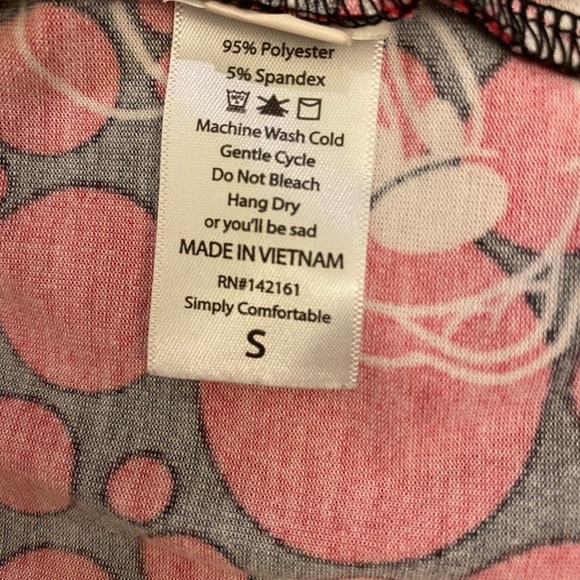 95% Polyester
5% Spandex
Machine Wash Cold
Gentle Cycle
Do Not Bleach
Hang Dry
or you'll be sad
MADE IN VIETNAM
RN#142161
Simply Comfortable
S